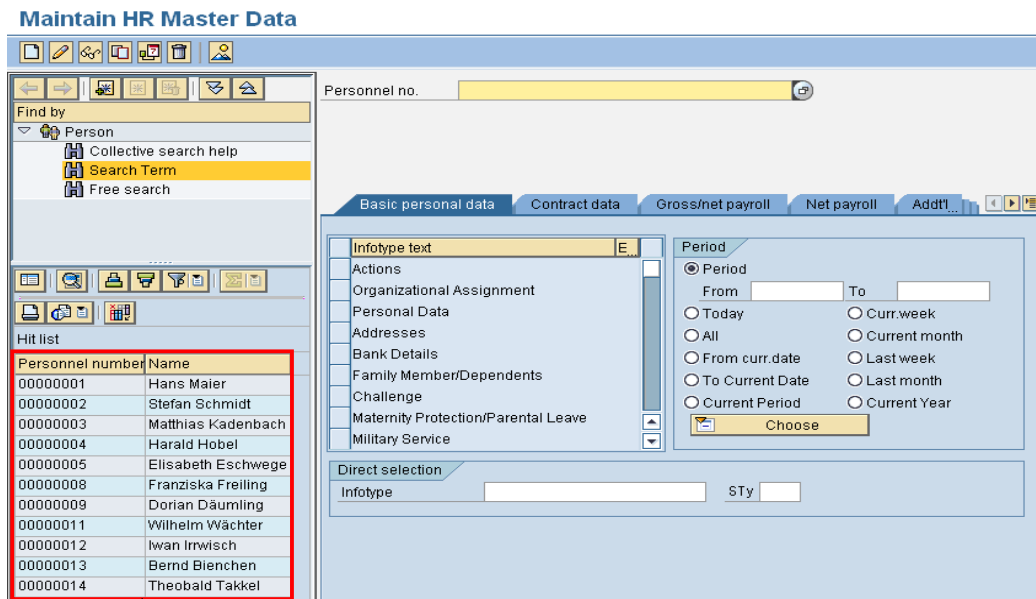 Maintain HR Master Data
Find by
Person
Collective search help
Search Term
Free search
Hit list
Personnel number Name
00000001 Hans Maier
00000002 Stefan Schmidt
00000003 Matthias Kadenbach
00000004 Harald Hobel
00000005 Elisabeth Eschwege
00000008 Franziska Freiling
00000009 Dorian Däumling
00000011 Wilhelm Wächter
00000012 Iwan Irrwisch
00000013 Bernd Bienchen
00000014 Theobald Takkel
Personnel no.
Basic personal data Contract data Gross/net payroll Net payroll Addt'l...
Infotype text E...
Actions
Organizational Assignment
Personal Data
Addresses
Bank Details
Family Member/Dependents
Challenge
Maternity Protection/Parental Leave
Military Service
Period
Period
From To
Today Curr.week
All Current month
From curr.date Last week
To Current Date Last month
Current Period Current Year
Choose
Direct selection
Infotype STy